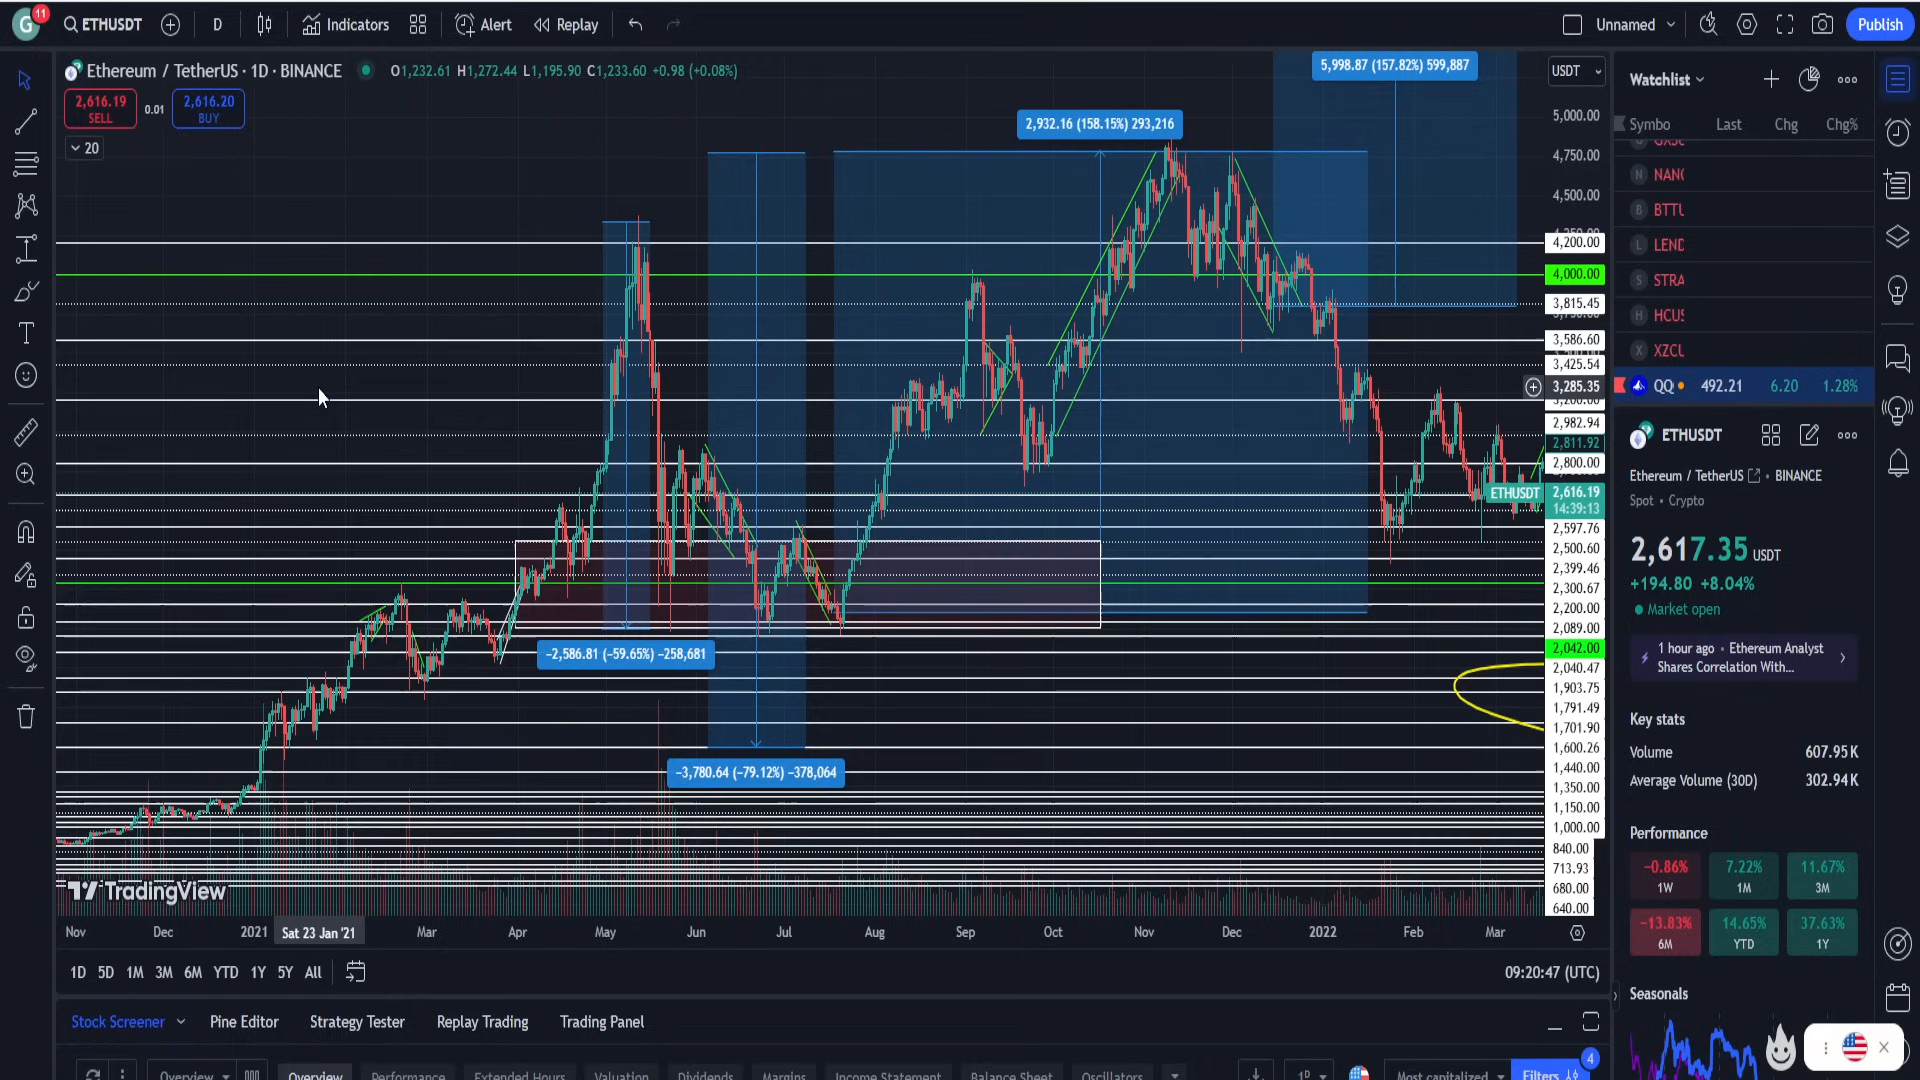 G 11 ETHUSDT D Indicators Alert Replay Unnamed Publish
Ethereum / TetherUS · 1D · BINANCE O1,232.61 H1,272.44 L1,195.90 C1,233.60 +0.98 (+0.08%)
2,616.19
SELL
0.01
2,616.20
BUY
20
USDT
5,998.87 (157.82%) 599,887
2,932.16 (158.15%) 293,216
−2,586.81 (−59.65%) −258,681
−3,780.64 (−79.12%) −378,064
5,000.00
4,750.00
4,500.00
4,200.00
4,000.00
3,815.45
3,586.60
3,425.54
3,285.35
3,200.00
2,982.94
2,811.92
2,800.00
ETHUSDT 2,616.19
14:39:13
2,597.76
2,500.60
2,399.46
2,300.67
2,200.00
2,089.00
2,042.00
2,040.47
1,903.75
1,791.49
1,701.90
1,600.26
1,440.00
1,350.00
1,150.00
1,000.00
840.00
713.93
680.00
640.00
TradingView
Nov Dec 2021 Sat 23 Jan '21 Mar Apr May Jun Jul Aug Sep Oct Nov Dec 2022 Feb Mar
1D 5D 1M 3M 6M YTD 1Y 5Y All 09:20:47 (UTC)
Stock Screener Pine Editor Strategy Tester Replay Trading Trading Panel
Overview Overview Performance Extended Hours Valuation Dividends Margins Income Statement Balance Sheet Oscillators Most capitalized Filters 4
Watchlist
Symbo Last Chg Chg%
N NAN
B BTTU
L LEND
S STRA
H HCUS
X XZCU
QQ 492.21 6.20 1.28%
ETHUSDT
Ethereum / TetherUS • BINANCE
Spot • Crypto
2,617.35 USDT
+194.80 +8.04%
Market open
1 hour ago • Ethereum Analyst
Shares Correlation With...
Key stats
Volume 607.95K
Average Volume (30D) 302.94K
Performance
−0.86% 7.22% 11.67%
1W 1M 3M
−13.83% 14.65% 37.63%
6M YTD 1Y
Seasonals